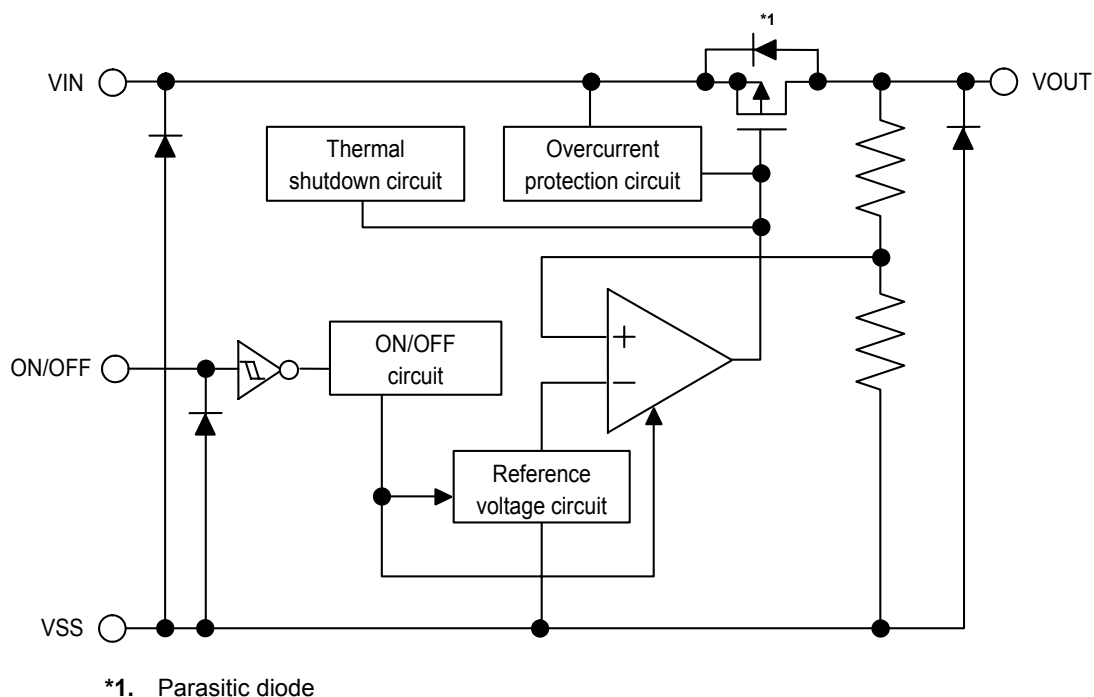 *1
VIN
VOUT
Thermal
shutdown circuit
Overcurrent
protection circuit
ON/OFF
ON/OFF
circuit
+
−
Reference
voltage circuit
VSS
*1. Parasitic diode